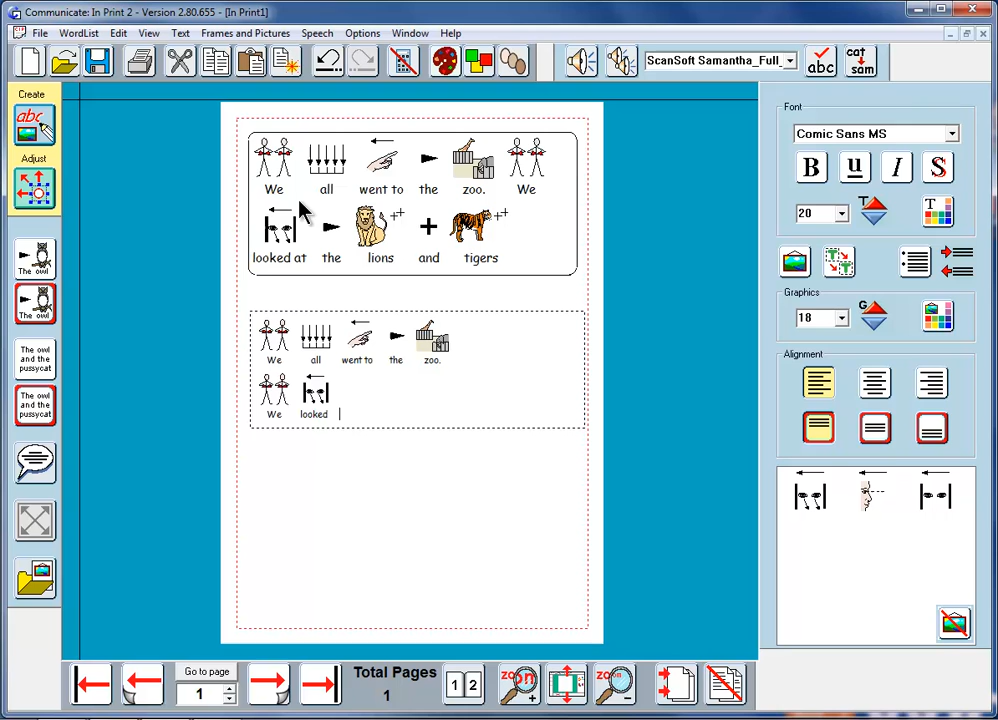 Communicate: In Print 2 - Version 2.80.655 - [In Print1]
File WordList Edit View Text Frames and Pictures Speech Options Window Help
ScanSoft Samantha_Full_
abc
cat
sam
Create
abc
Adjust
The owl
The owl
The owl
and the
pussycat
The owl
and the
pussycat
We all went to the zoo. We
looked at the lions and tigers
We all went to the zoo.
We looked
Font
Comic Sans MS
B u I S
20
T
T
Graphics
18
G
Alignment
Go to page
1
Total Pages
1
1 2
zoom
zoom